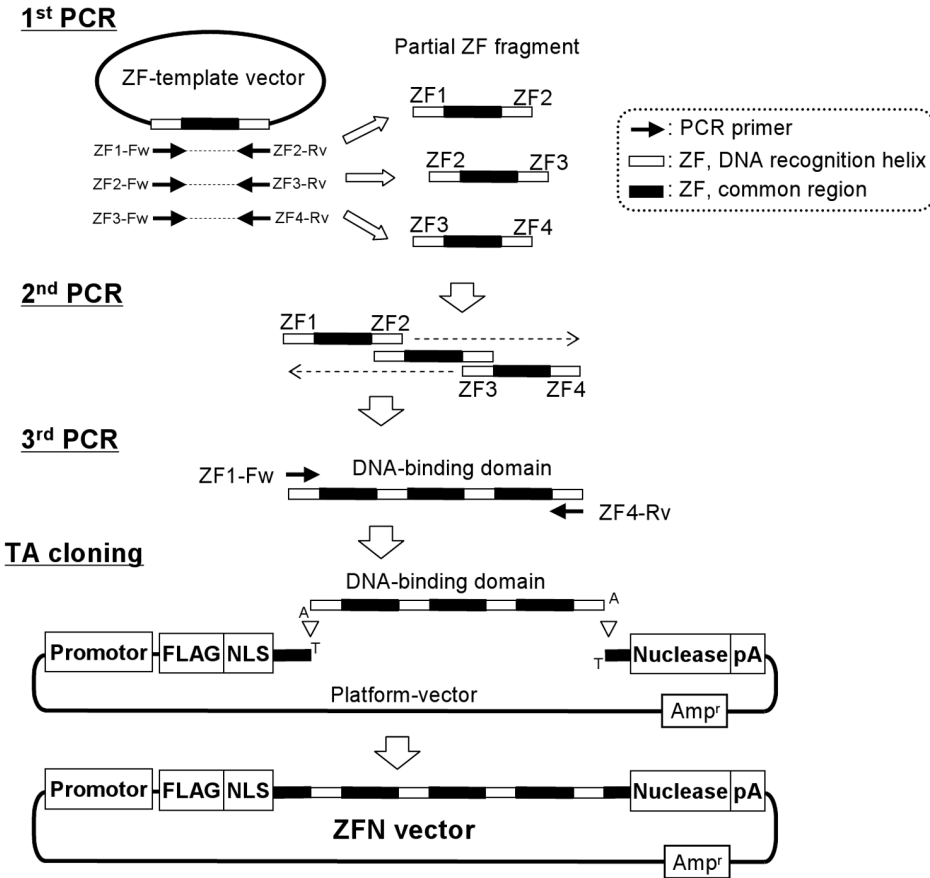 1st PCR
Partial ZF fragment
ZF-template vector
ZF1-Fw ZF2-Rv
ZF2-Fw ZF3-Rv
ZF3-Fw ZF4-Rv
ZF1 ZF2
ZF2 ZF3
ZF3 ZF4
: PCR primer
: ZF, DNA recognition helix
: ZF, common region
2nd PCR
ZF1 ZF2
ZF3 ZF4
3rd PCR
ZF1-Fw
DNA-binding domain
ZF4-Rv
TA cloning
DNA-binding domain
A A
T T
Promotor FLAG NLS Nuclease pA
Platform-vector
Ampr
Promotor FLAG NLS Nuclease pA
ZFN vector
Ampr